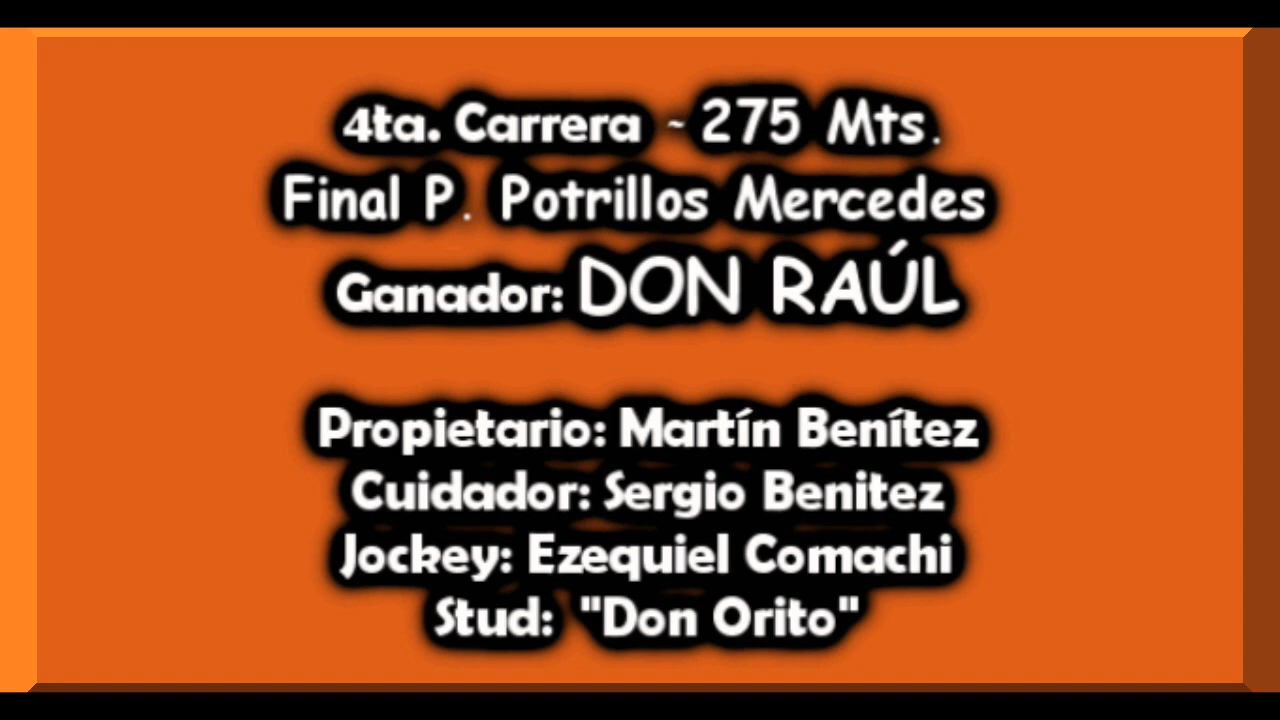 4ta. Carrera - 275 Mts.
Final P. Potrillos Mercedes
Ganador: DON RAÚL
Propietario: Martín Benítez
Cuidador: Sergio Benitez
Jockey: Ezequiel Comachi
Stud: "Don Orito"